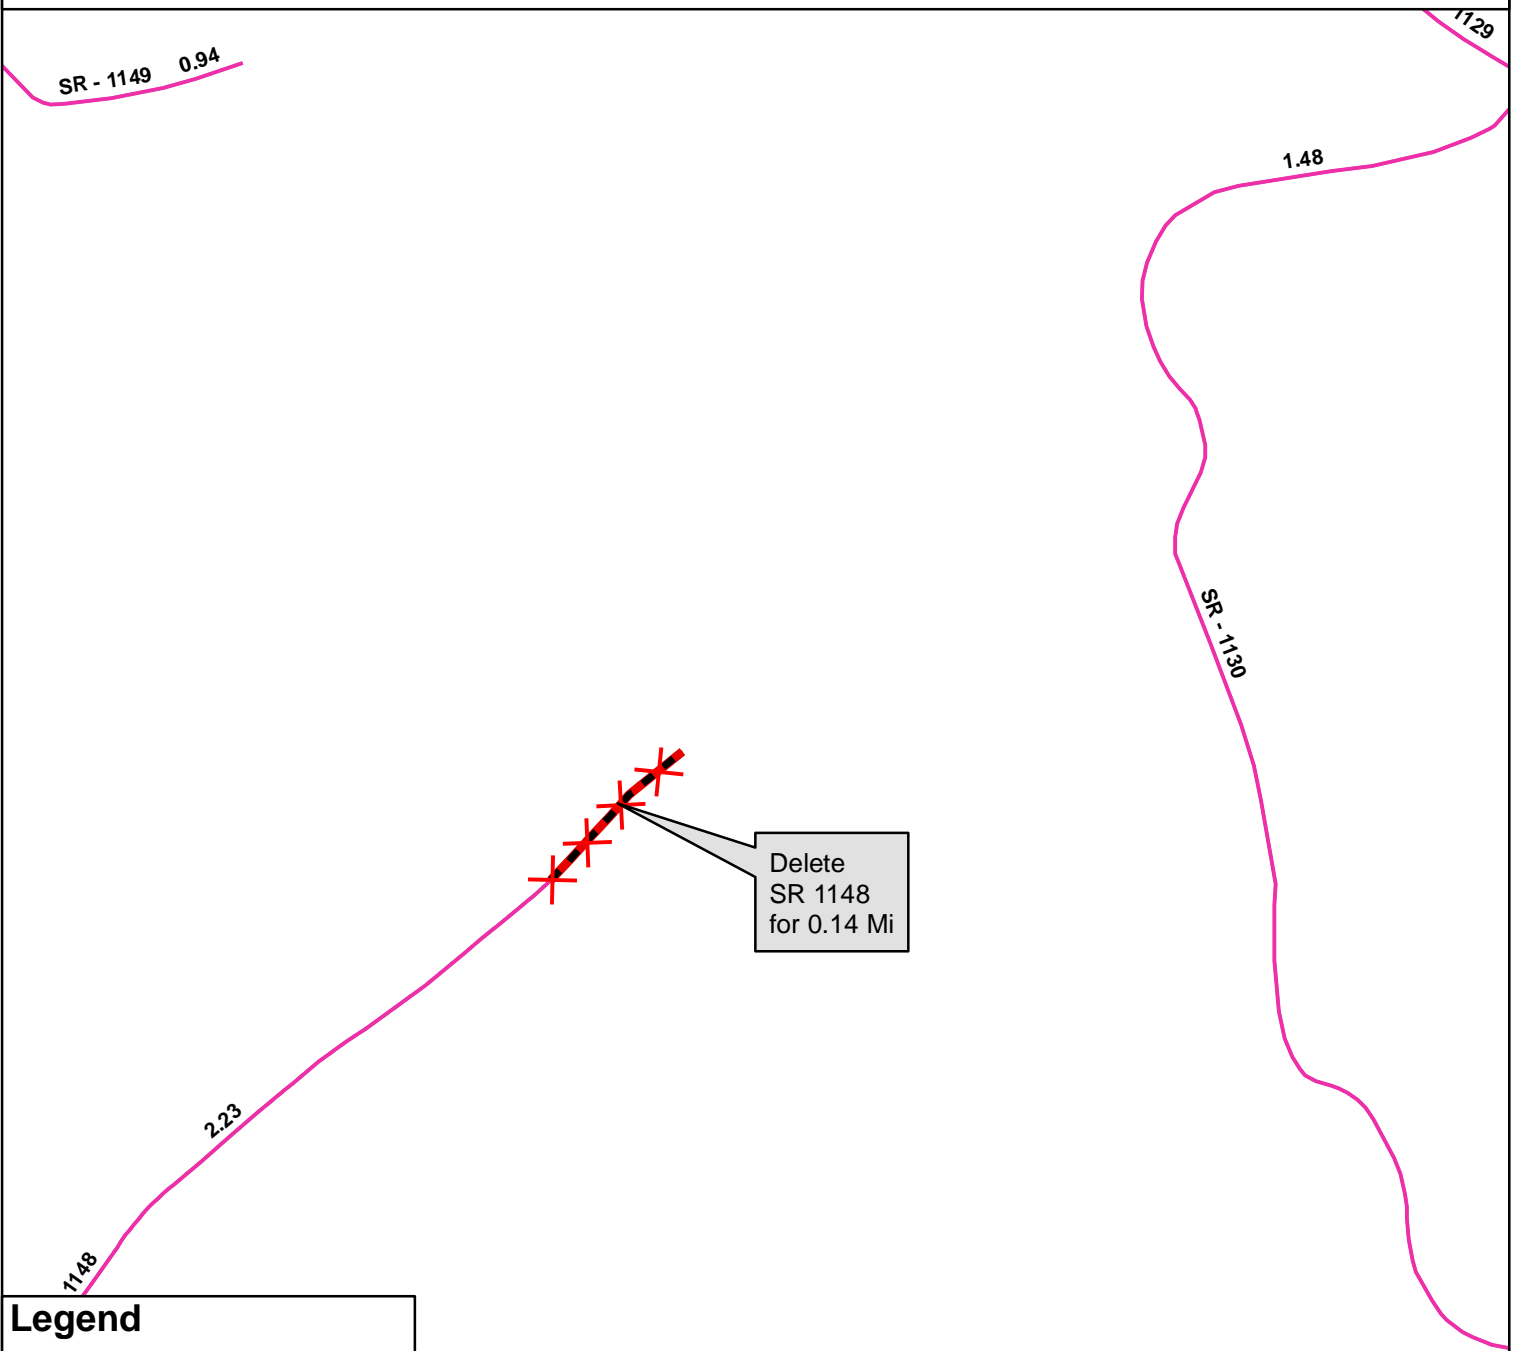 1129
SR - 1149 0.94
1.48
SR - 1130
Delete
SR 1148
for 0.14 Mi
2.23
1148
Legend